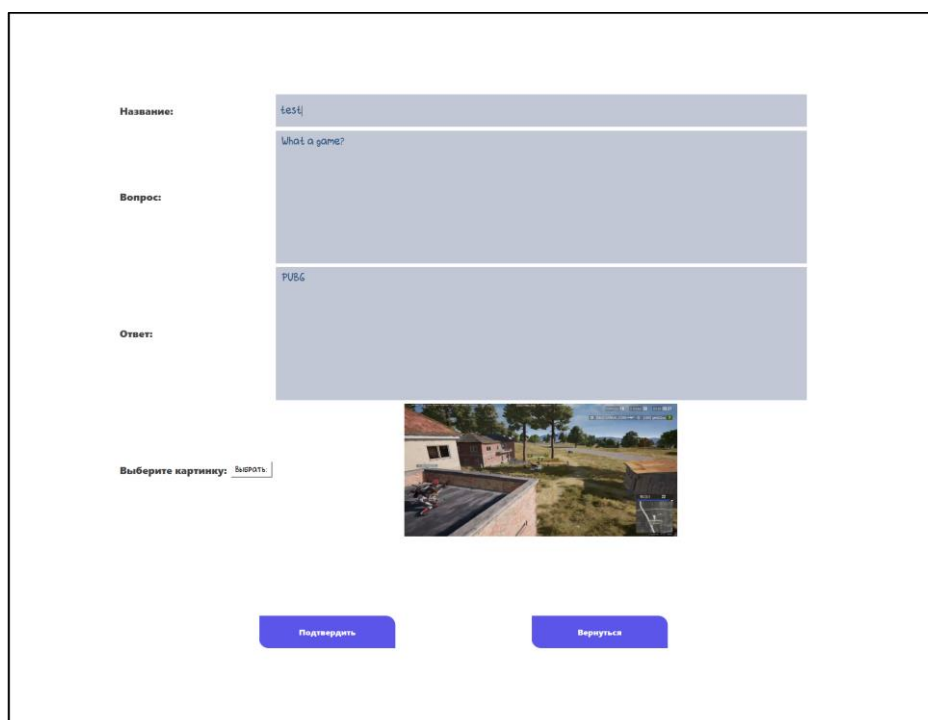 Название:
test
Вопрос:
What a game?
Ответ:
PUBG
Выберите картинку:
Выбрать:
Подтвердить
Вернуться